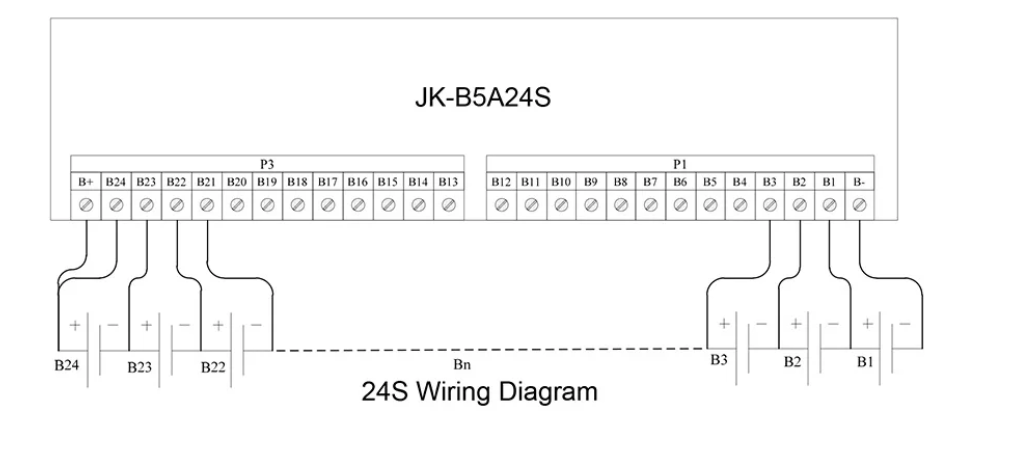 JK-B5A24S
P3 P1
B+ B24 B23 B22 B21 B20 B19 B18 B17 B16 B15 B14 B13 B12 B11 B10 B9 B8 B7 B6 B5 B4 B3 B2 B1 B-
+ − + − + − + − + − + −
B24 B23 B22 Bn B3 B2 B1
24S Wiring Diagram